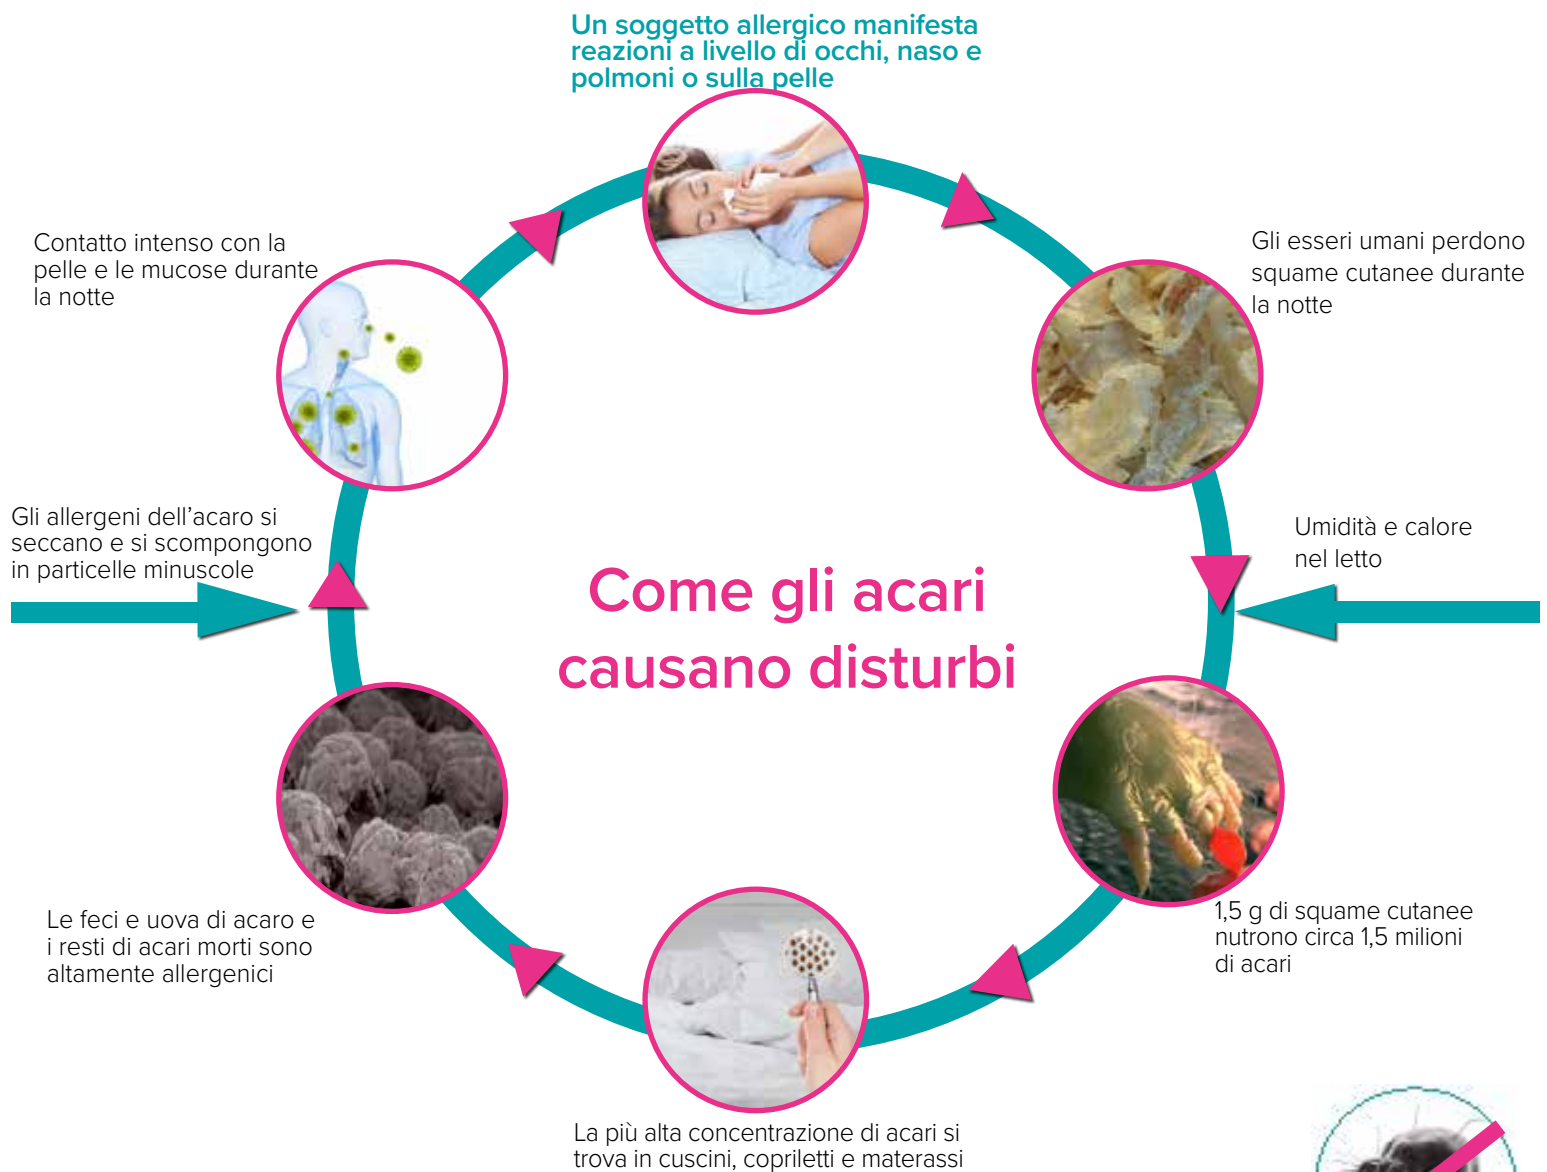 Un soggetto allergico manifesta
reazioni a livello di occhi, naso e
polmoni o sulla pelle
Contatto intenso con la
pelle e le mucose durante
la notte
Gli esseri umani perdono
squame cutanee durante
la notte
Gli allergeni dell'acaro si
seccano e si scompongono
in particelle minuscole
Umidità e calore
nel letto
Come gli acari
causano disturbi
Le feci e uova di acaro e
i resti di acari morti sono
altamente allergenici
1,5 g di squame cutanee
nutrono circa 1,5 milioni
di acari
La più alta concentrazione di acari si
trova in cuscini, copriletti e materassi